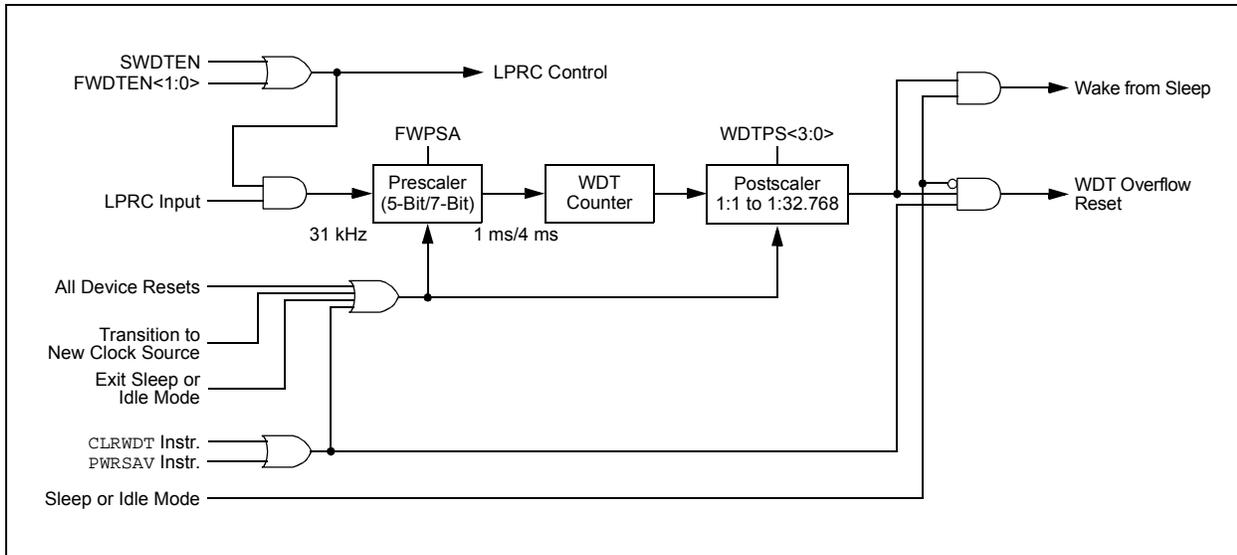 SWDTEN
FWDTEN<1:0>
LPRC Control
Wake from Sleep
FWPSA
WDTPS<3:0>
LPRC Input
Prescaler
(5-Bit/7-Bit)
WDT
Counter
Postscaler
1:1 to 1:32.768
WDT Overflow
Reset
31 kHz
1 ms/4 ms
All Device Resets
Transition to
New Clock Source
Exit Sleep or
Idle Mode
CLRWDT Instr.
PWRSAV Instr.
Sleep or Idle Mode